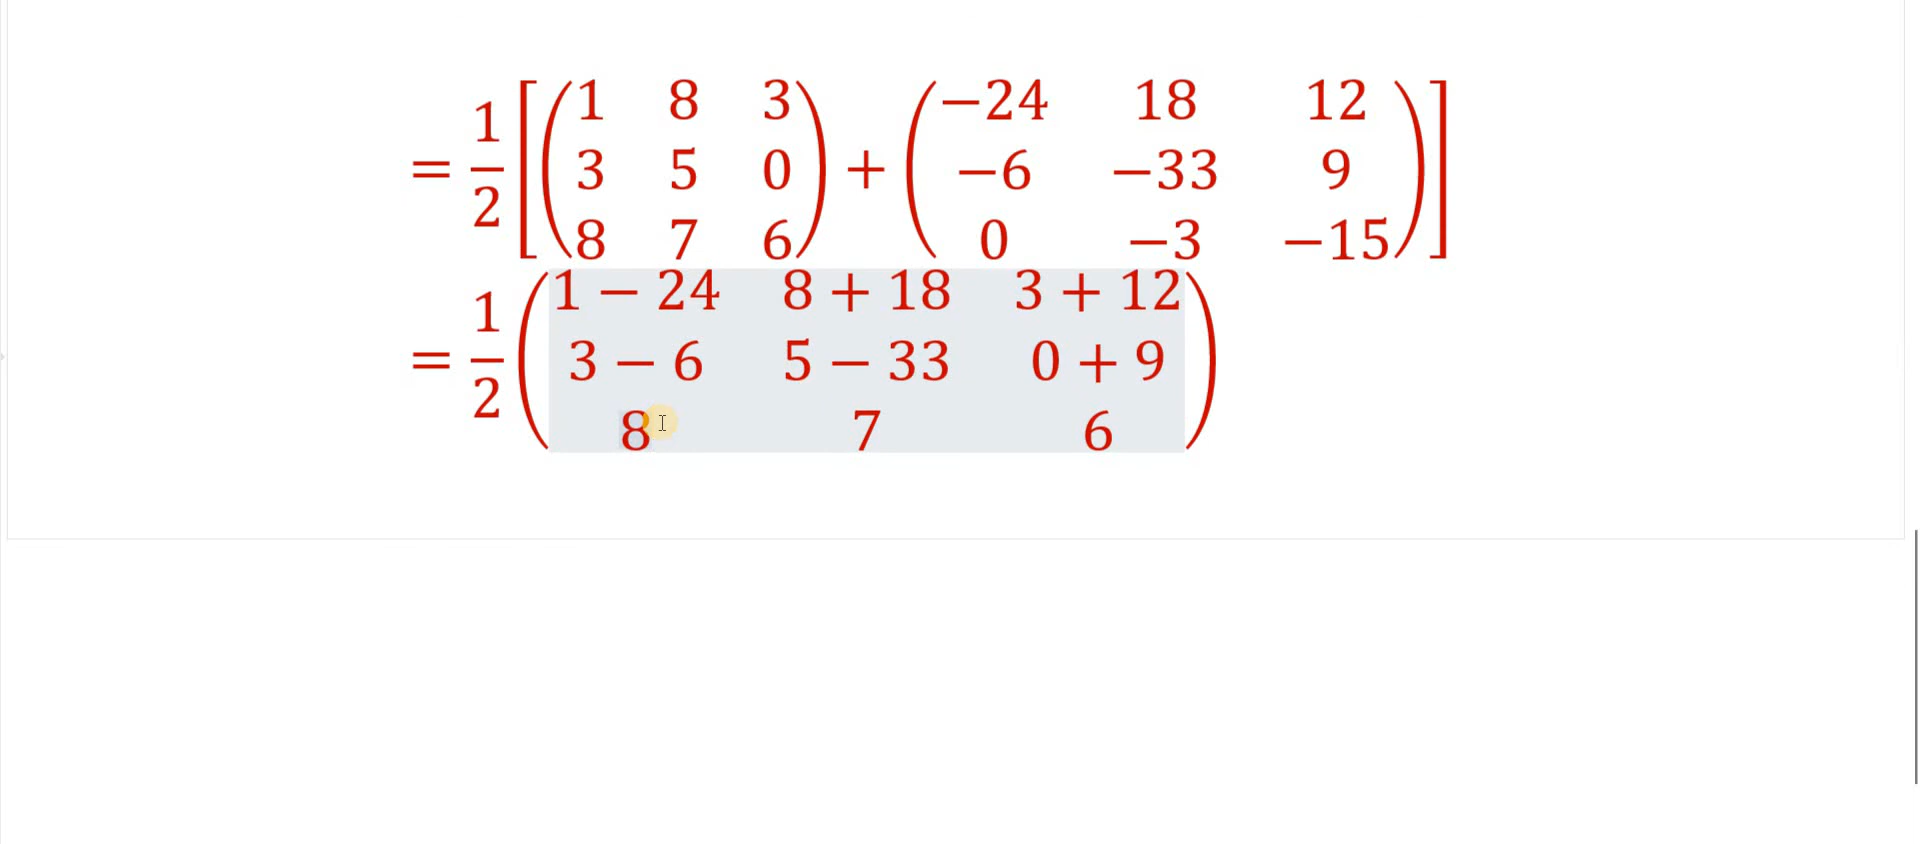 = 1/2 [ ( 1 8 3
3 5 0
8 7 6 ) + ( −24 18 12
−6 −33 9
0 −3 −15 ) ]
= 1/2 ( 1 − 24 8 + 18 3 + 12
3 − 6 5 − 33 0 + 9
8 7 6 )